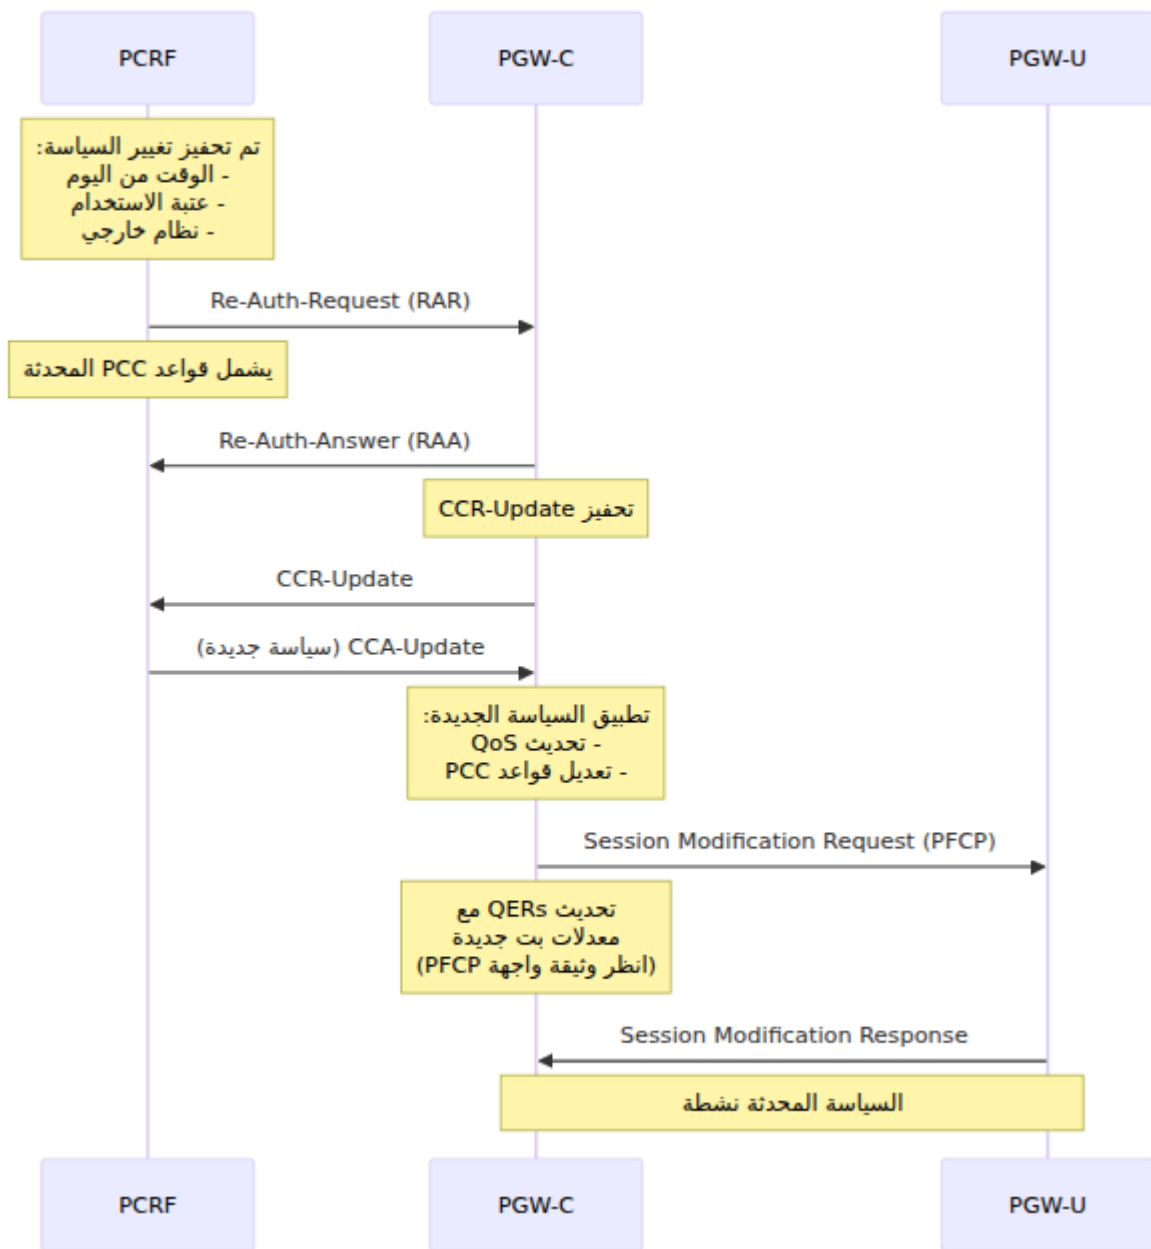 PCRF
PGW-C
PGW-U
تم تحفيز تغيير السياسة:
- الوقت من اليوم
- عتبة الاستخدام
- نظام خارجي
Re-Auth-Request (RAR)
يشمل قواعد PCC المحدثة
Re-Auth-Answer (RAA)
تحفيز CCR-Update
CCR-Update
CCA-Update (سياسة جديدة)
تطبيق السياسة الجديدة:
- تحديث QoS
- تعديل قواعد PCC
Session Modification Request (PFCP)
تحديث QERs مع
معدلات بت جديدة
(انظر وثيقة واجهة PFCP)
Session Modification Response
السياسة المحدثة نشطة
PCRF
PGW-C
PGW-U